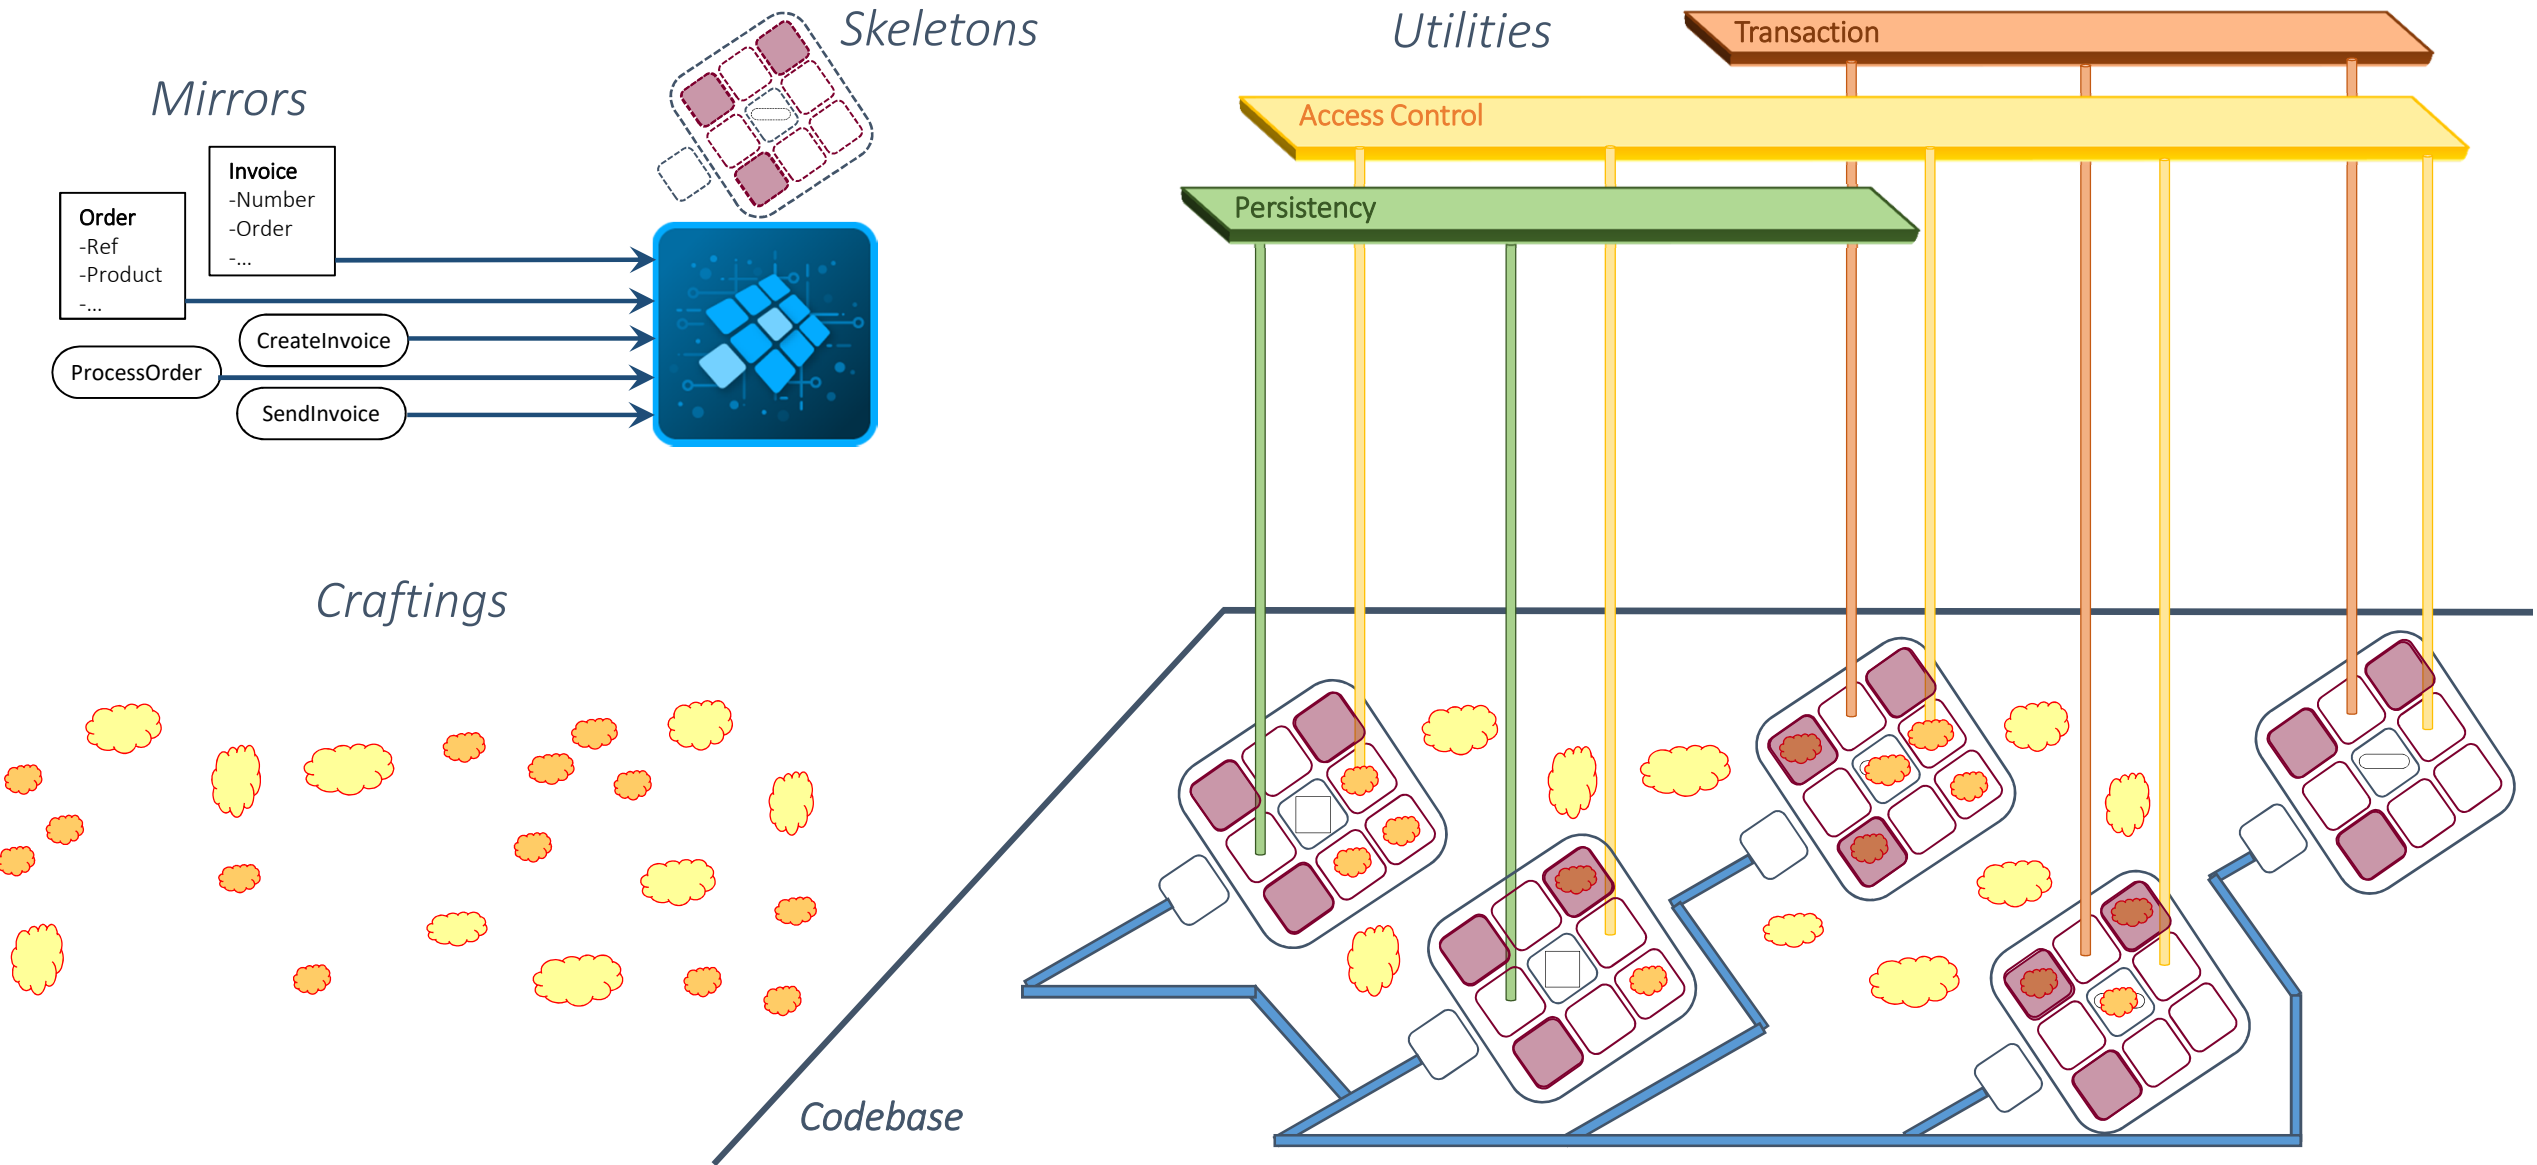 Skeletons
Utilities
Transaction
Mirrors
Access Control
Invoice
-Number
-Order
-...
Order
-Ref
-Product
-...
Persistency
CreateInvoice
ProcessOrder
SendInvoice
Craftings
Codebase